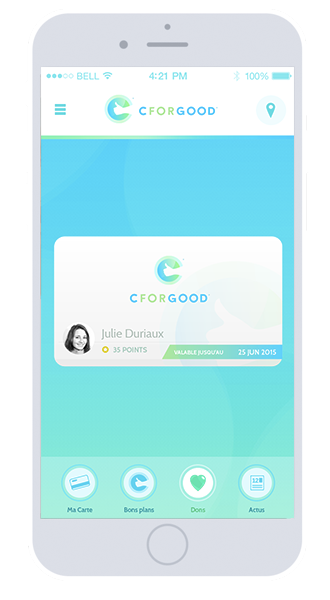 BELL 4:21 PM 100%
CFORGOOD
CFORGOOD
Julie Duriaux
35 POINTS
VALABLE JUSQU'AU 25 JUN 2015
Ma Carte Bons plans Dons Actus